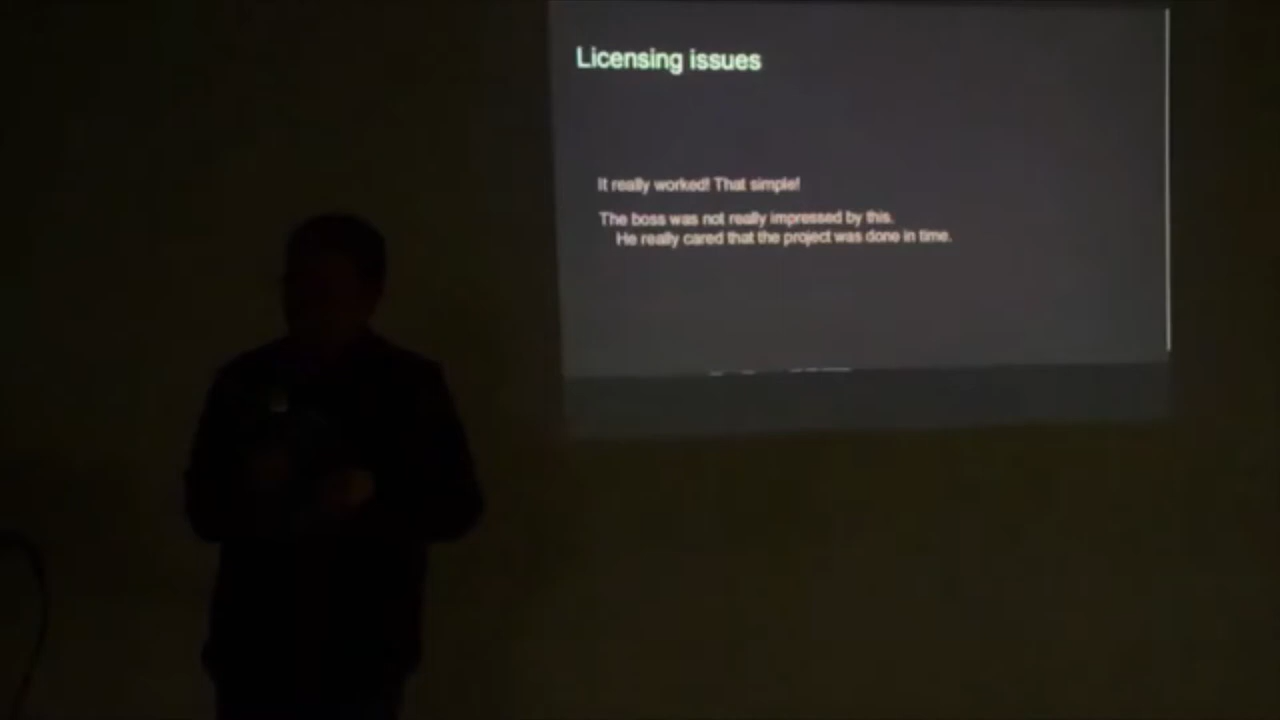 Licensing issues
It really worked! That simple!
The boss was not really impressed by this.
He really cared that the project was done in time.